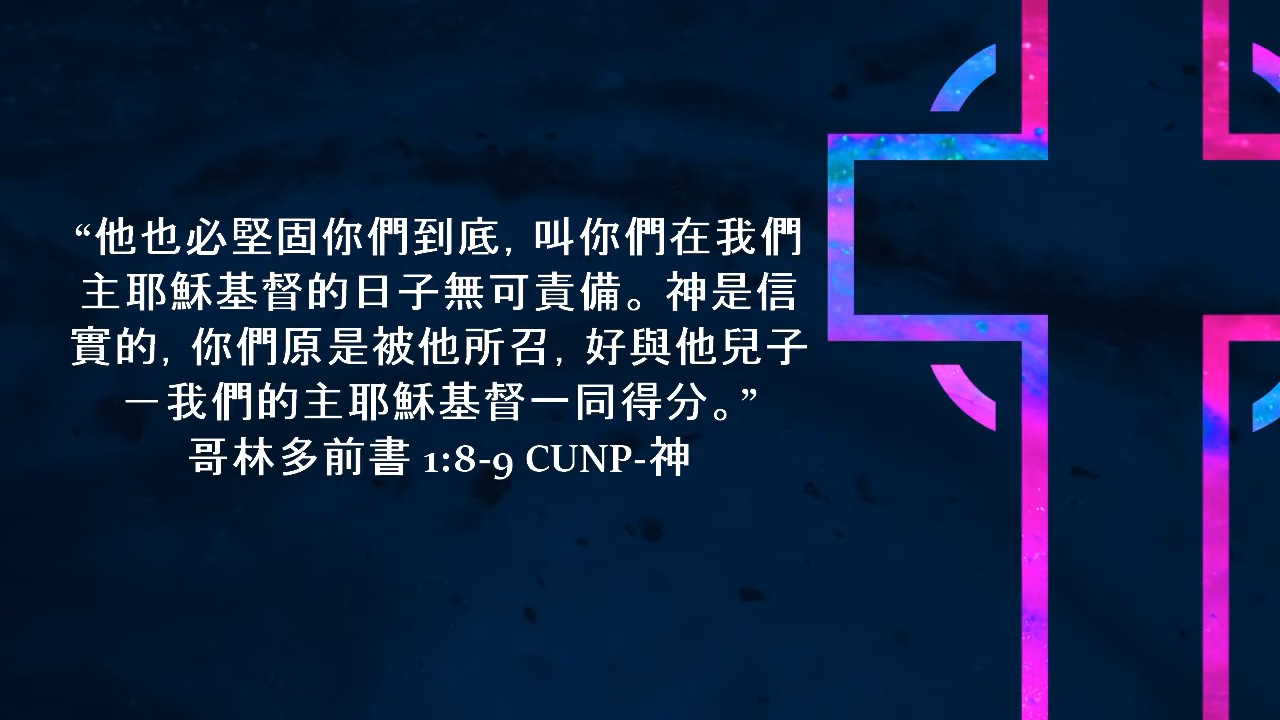 “他也必堅固你們到底, 叫你們在我們
主耶穌基督的日子無可責備。神是信
實的, 你們原是被他所召, 好與他兒子
—我們的主耶穌基督一同得分。”
哥林多前書 1:8-9 CUNP-神